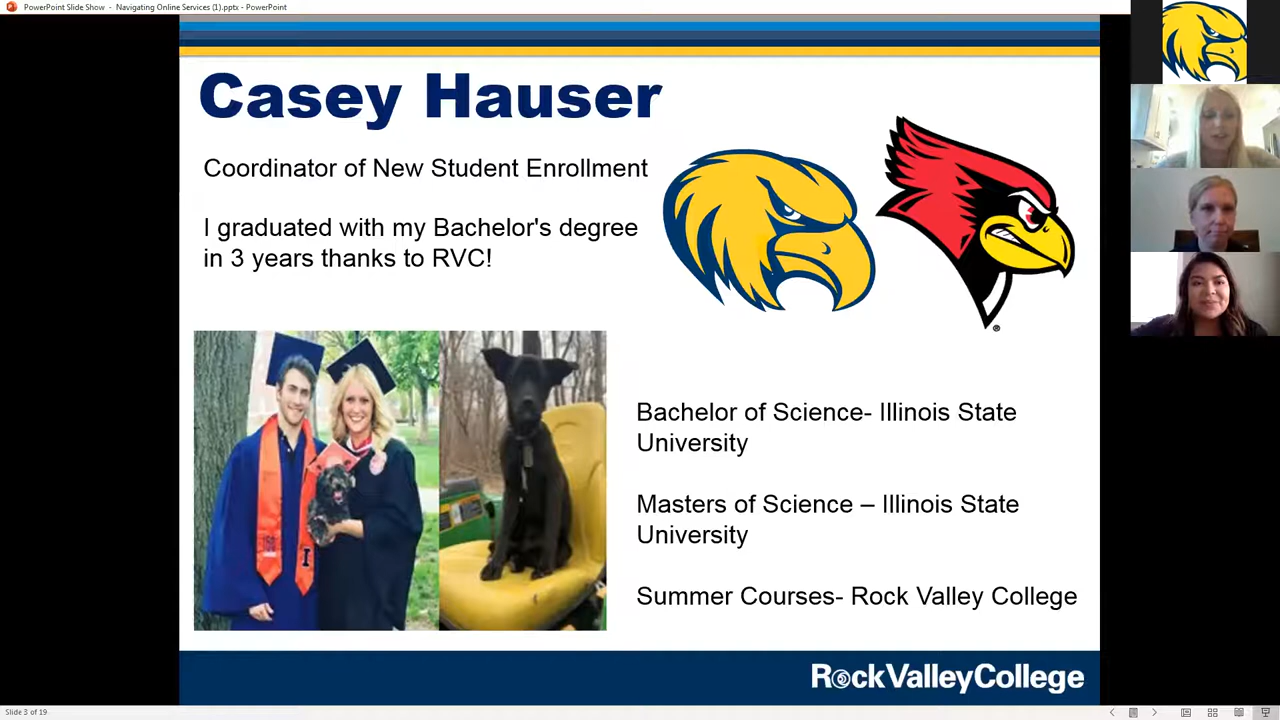 PowerPoint Slide Show - Navigating Online Services (1).pptx - PowerPoint
Casey Hauser
Coordinator of New Student Enrollment
I graduated with my Bachelor's degree
in 3 years thanks to RVC!
®
I
Bachelor of Science- Illinois State
University
Masters of Science – Illinois State
University
Summer Courses- Rock Valley College
RockValleyCollege
Slide 3 of 19